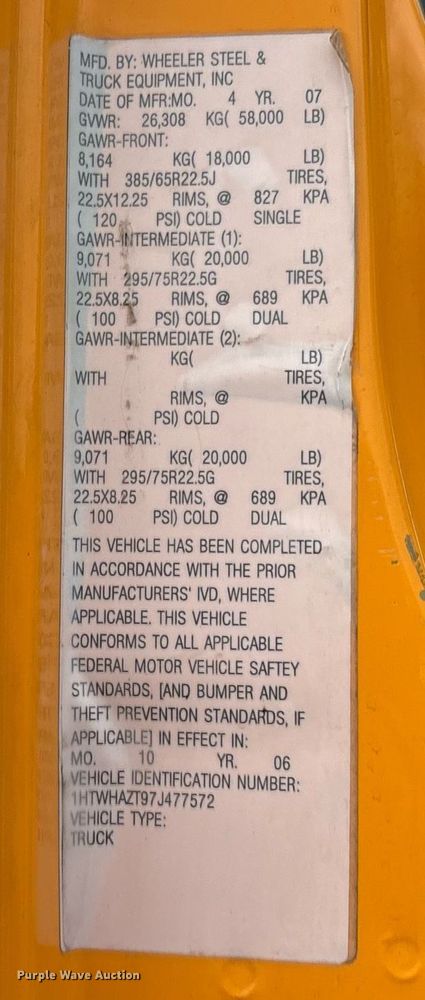 MFD. BY: WHEELER STEEL &
TRUCK EQUIPMENT, INC
DATE OF MFR:MO. 4 YR. 07
GVWR: 26,308 KG( 58,000 LB)
GAWR-FRONT:
8,164 KG( 18,000 LB)
WITH 385/65R22.5J TIRES,
22.5X12.25 RIMS, @ 827 KPA
( 120 PSI) COLD SINGLE
GAWR-INTERMEDIATE (1):
9,071 KG( 20,000 LB)
WITH 295/75R22.5G TIRES,
22.5X8.25 RIMS, @ 689 KPA
( 100 PSI) COLD DUAL
GAWR-INTERMEDIATE (2):
KG( LB)
WITH TIRES,
RIMS, @ KPA
( PSI) COLD
GAWR-REAR:
9,071 KG( 20,000 LB)
WITH 295/75R22.5G TIRES,
22.5X8.25 RIMS, @ 689 KPA
( 100 PSI) COLD DUAL
THIS VEHICLE HAS BEEN COMPLETED
IN ACCORDANCE WITH THE PRIOR
MANUFACTURERS' IVD, WHERE
APPLICABLE. THIS VEHICLE
CONFORMS TO ALL APPLICABLE
FEDERAL MOTOR VEHICLE SAFTEY
STANDARDS, [AND BUMPER AND
THEFT PREVENTION STANDARDS, IF
APPLICABLE] IN EFFECT IN:
MO. 10 YR. 06
VEHICLE IDENTIFICATION NUMBER:
1HTWHAZT97J477572
VEHICLE TYPE:
TRUCK
Purple Wave Auction